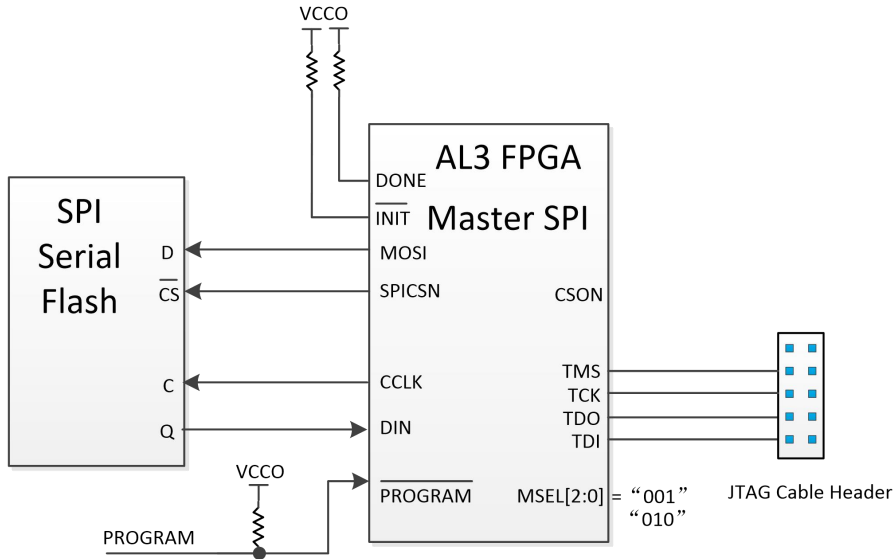 VCCO
AL3 FPGA
Master SPI
DONE
INIT
MOSI
SPICSN
CSON
CCLK
DIN
PROGRAM
TMS
TCK
TDO
TDI
MSEL[2:0] = “001”
“010”
SPI
Serial
Flash
D
CS
C
Q
VCCO
PROGRAM
JTAG Cable Header